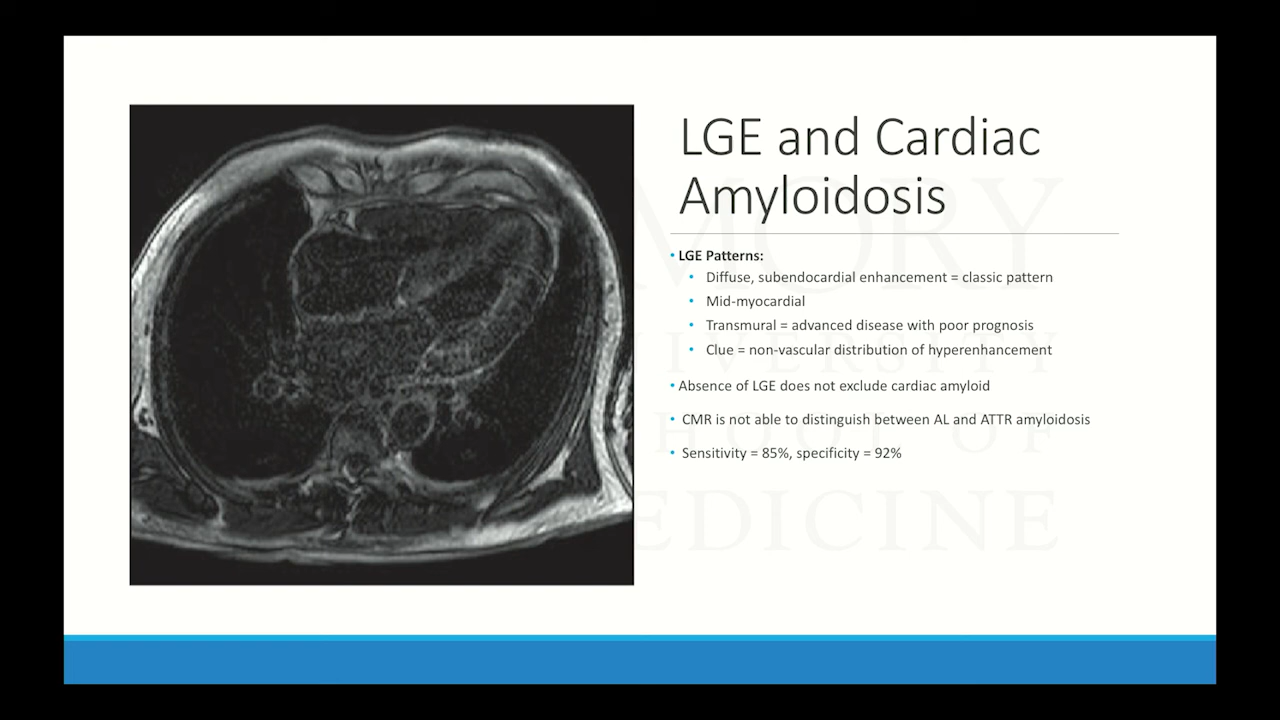 LGE and Cardiac
Amyloidosis
• LGE Patterns:
• Diffuse, subendocardial enhancement = classic pattern
• Mid-myocardial
• Transmural = advanced disease with poor prognosis
• Clue = non-vascular distribution of hyperenhancement
• Absence of LGE does not exclude cardiac amyloid
• CMR is not able to distinguish between AL and ATTR amyloidosis
• Sensitivity = 85%, specificity = 92%